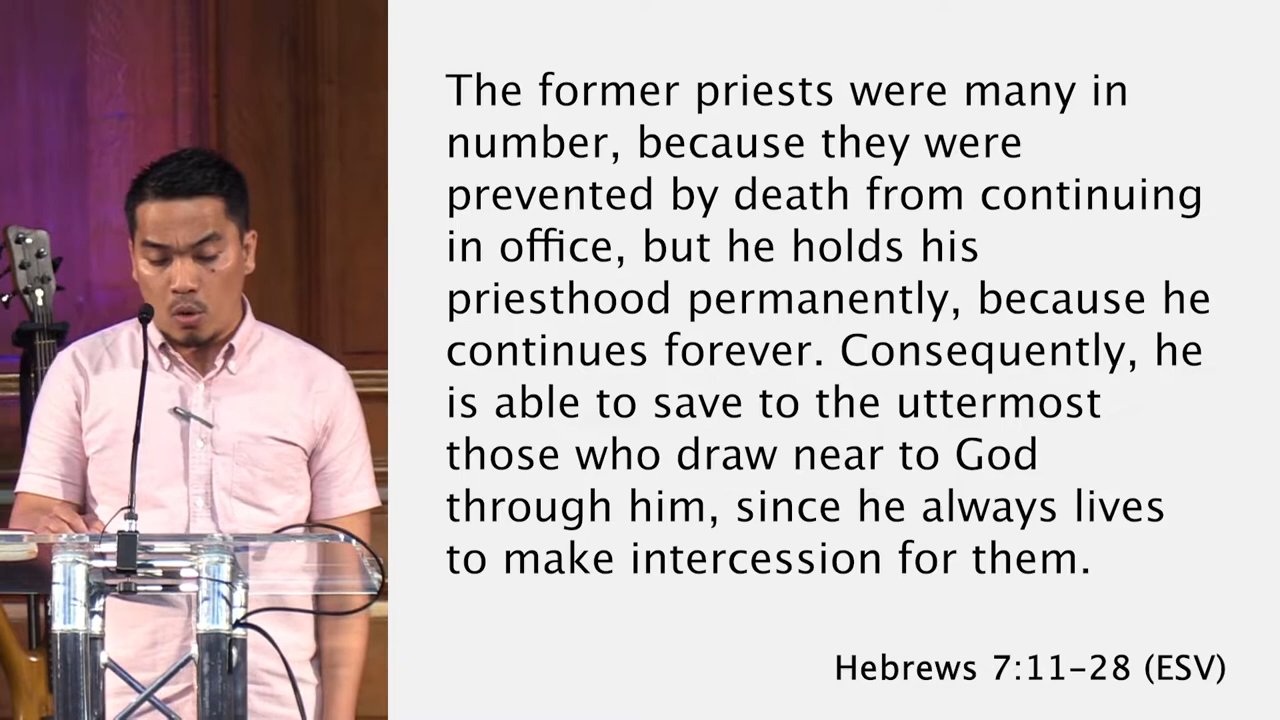 The former priests were many in
number, because they were
prevented by death from continuing
in office, but he holds his
priesthood permanently, because he
continues forever. Consequently, he
is able to save to the uttermost
those who draw near to God
through him, since he always lives
to make intercession for them.
Hebrews 7:11–28 (ESV)